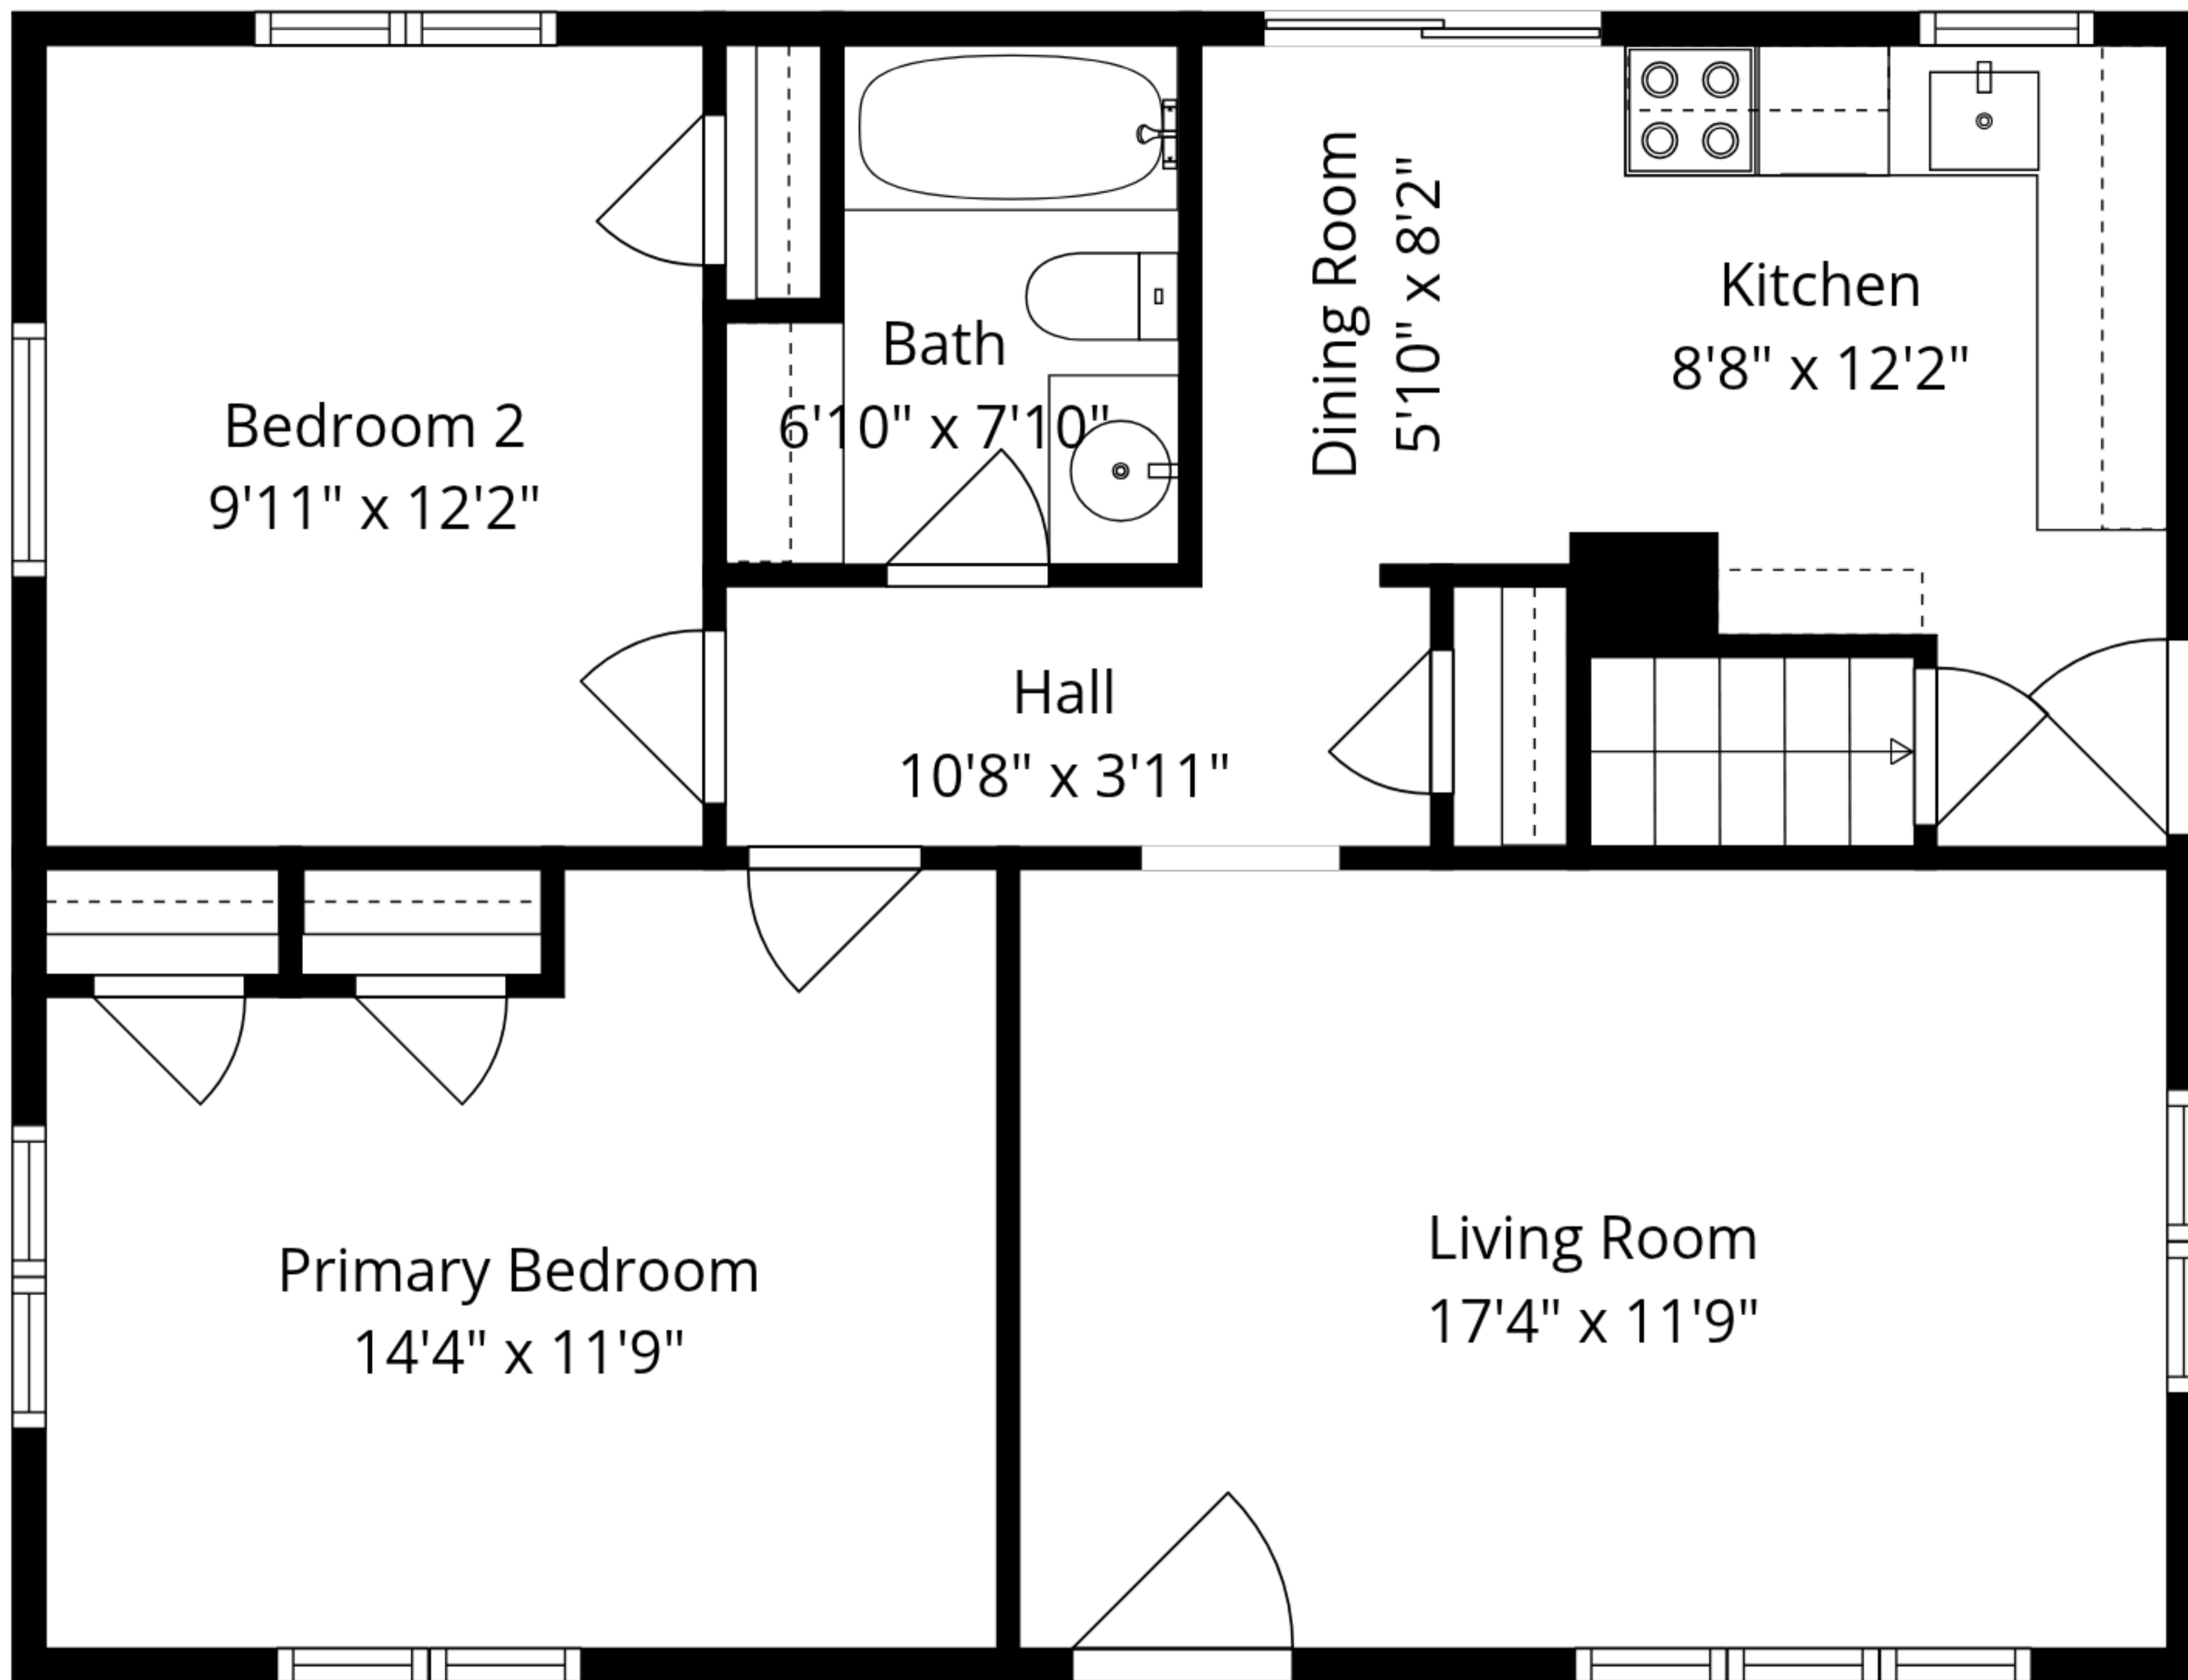 Bedroom 2
9'11" x 12'2"
Bath
6'10" x 7'10"
Dining Room
5'10" x 8'2"
Kitchen
8'8" x 12'2"
Hall
10'8" x 3'11"
Primary Bedroom
14'4" x 11'9"
Living Room
17'4" x 11'9"